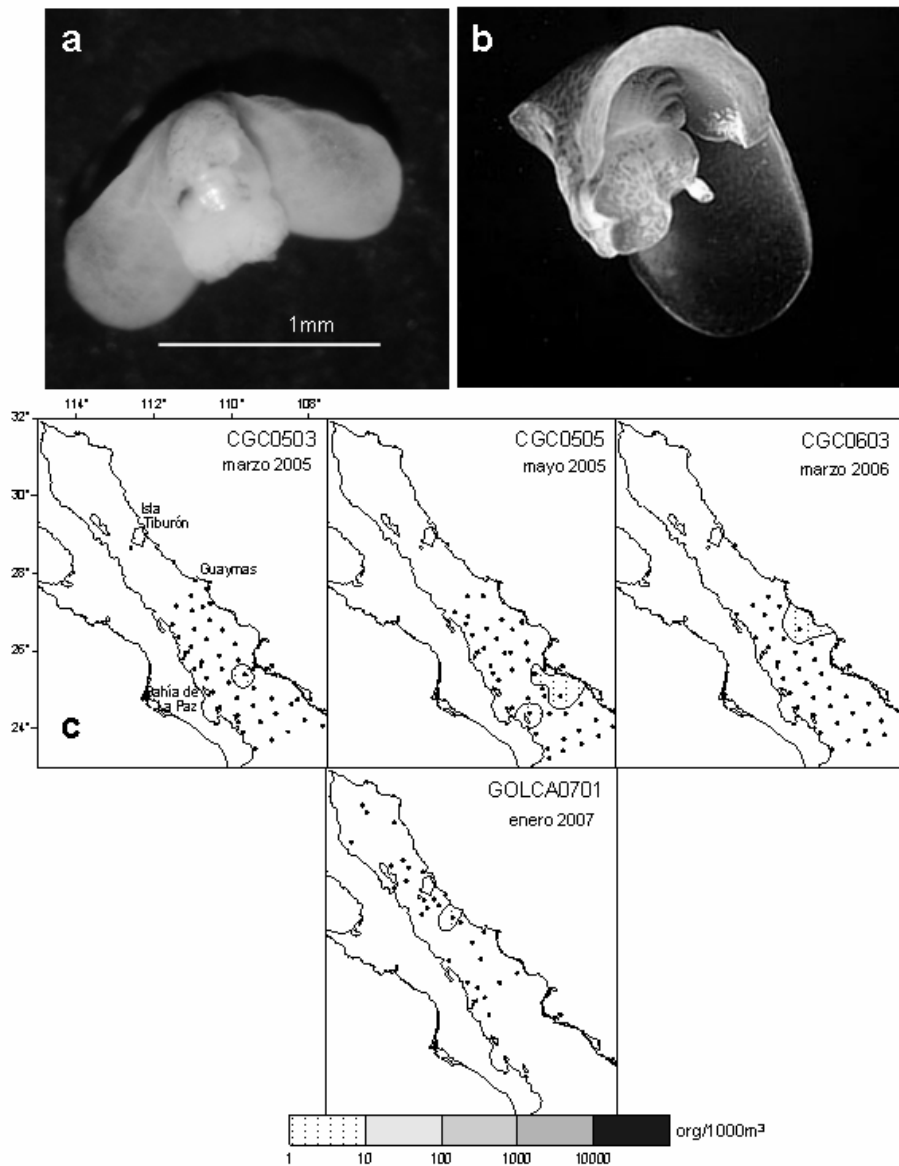 a
b
1mm
114° 112° 110° 108°
32°
30°
28°
26°
24°
CGC0503
marzo 2005
Isla
Tiburón
Guaymas
Bahía de
La Paz
c
CGC0505
mayo 2005
CGC0603
marzo 2006
GOLCA0701
enero 2007
org/1000m³
1 10 100 1000 10000